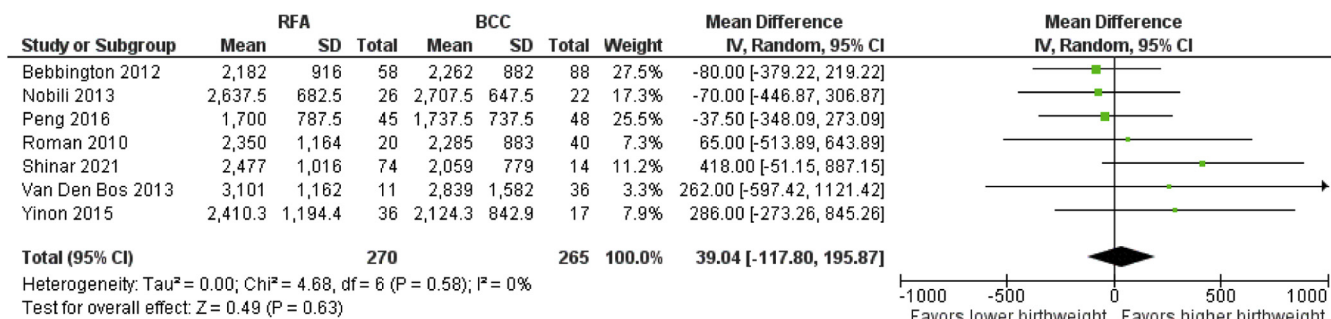 RFA BCC Mean Difference Mean Difference
Study or Subgroup Mean SD Total Mean SD Total Weight IV, Random, 95% CI IV, Random, 95% CI
Bebbington 2012 2,182 916 58 2,262 882 88 27.5% -80.00 [-379.22, 219.22]
Nobili 2013 2,637.5 682.5 26 2,707.5 647.5 22 17.3% -70.00 [-446.87, 306.87]
Peng 2016 1,700 787.5 45 1,737.5 737.5 48 25.5% -37.50 [-348.09, 273.09]
Roman 2010 2,350 1,164 20 2,285 883 40 7.3% 65.00 [-513.89, 643.89]
Shinar 2021 2,477 1,016 74 2,059 779 14 11.2% 418.00 [-51.15, 887.15]
Van Den Bos 2013 3,101 1,162 11 2,839 1,582 36 3.3% 262.00 [-597.42, 1121.42]
Yinon 2015 2,410.3 1,194.4 36 2,124.3 842.9 17 7.9% 286.00 [-273.26, 845.26]
Total (95% CI) 270 265 100.0% 39.04 [-117.80, 195.87]
Heterogeneity: Tau² = 0.00; Chi² = 4.68, df = 6 (P = 0.58); I² = 0%
Test for overall effect: Z = 0.49 (P = 0.63)
-1000 -500 0 500 1000
Favors lower birthweight Favors higher birthweight